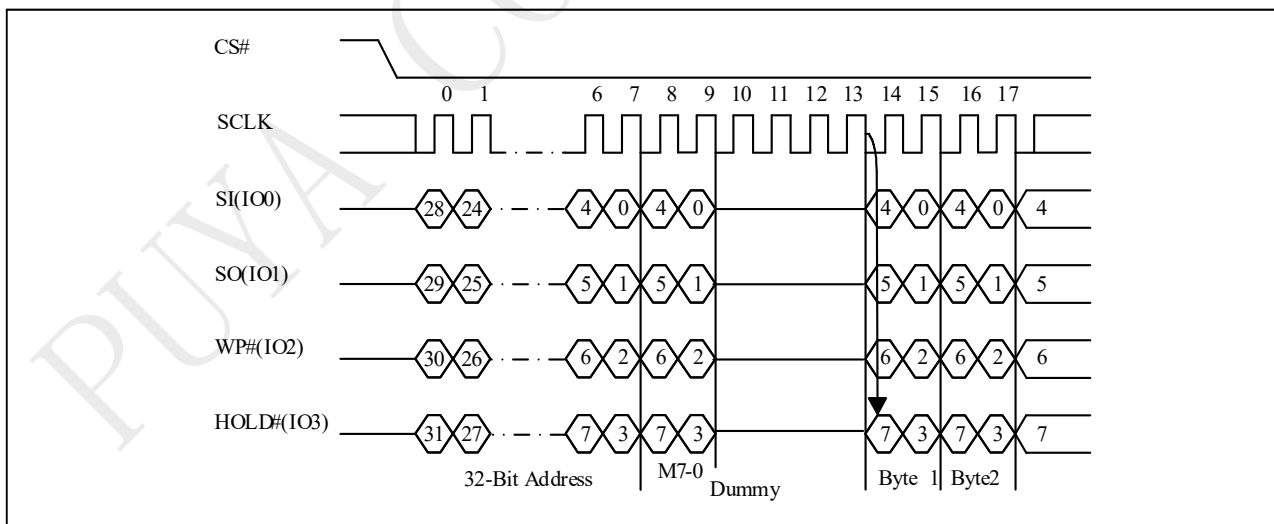 PUYA CO
CS#
0 1 6 7 8 9 10 11 12 13 14 15 16 17
SCLK
SI(IO0)
28 24 4 0 4 0 4 0 4 0 4
SO(IO1)
29 25 5 1 5 1 5 1 5 1 5
WP#(IO2)
30 26 6 2 6 2 6 2 6 2 6
HOLD#(IO3)
31 27 7 3 7 3 7 3 7 3 7
32-Bit Address M7-0 Dummy Byte 1 Byte2